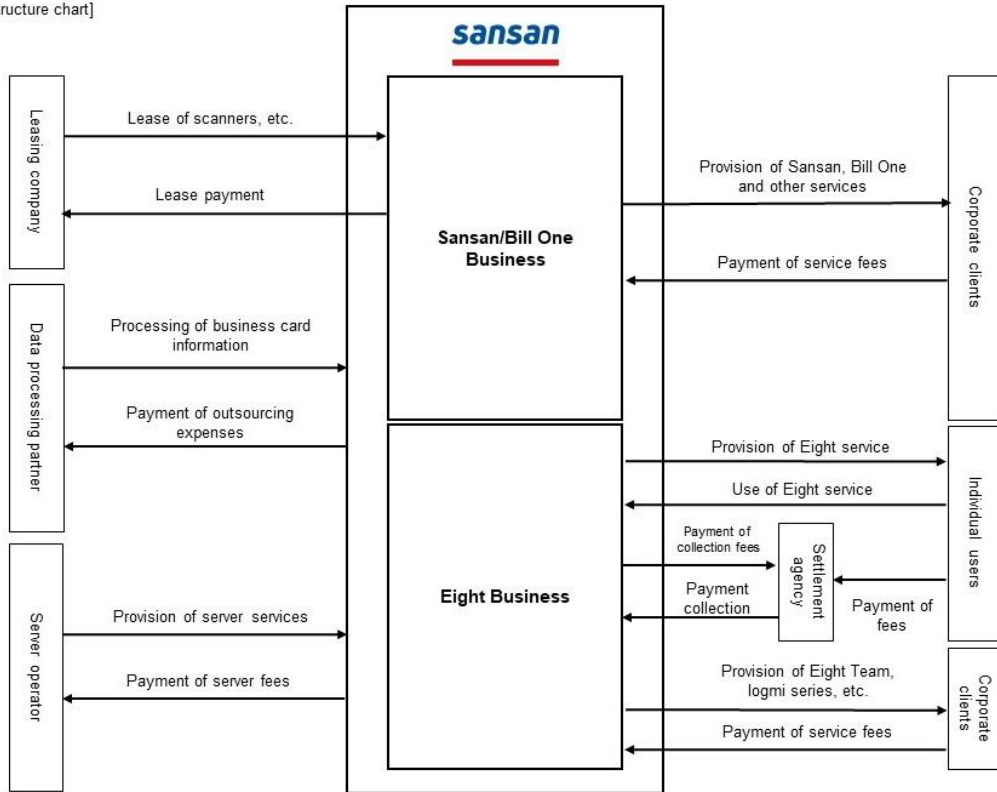 ructure chart]
sansan
Leasing company
Lease of scanners, etc.
Lease payment
Data processing partner
Processing of business card
information
Payment of outsourcing
expenses
Server operator
Provision of server services
Payment of server fees
Sansan/Bill One
Business
Eight Business
Provision of Sansan, Bill One
and other services
Payment of service fees
Corporate clients
Provision of Eight service
Use of Eight service
Individual users
Payment of
collection fees
Payment
collection
Settlement
agency
Payment of
fees
Provision of Eight Team,
logmi series, etc.
Payment of service fees
Corporate
clients